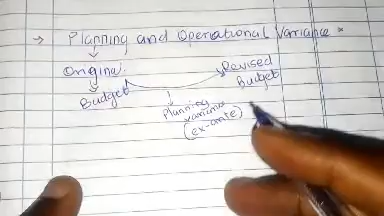 → Planning and Operational Variance *
Original
Budget
Revised
Budget
Planning
variance
(ex-ante)